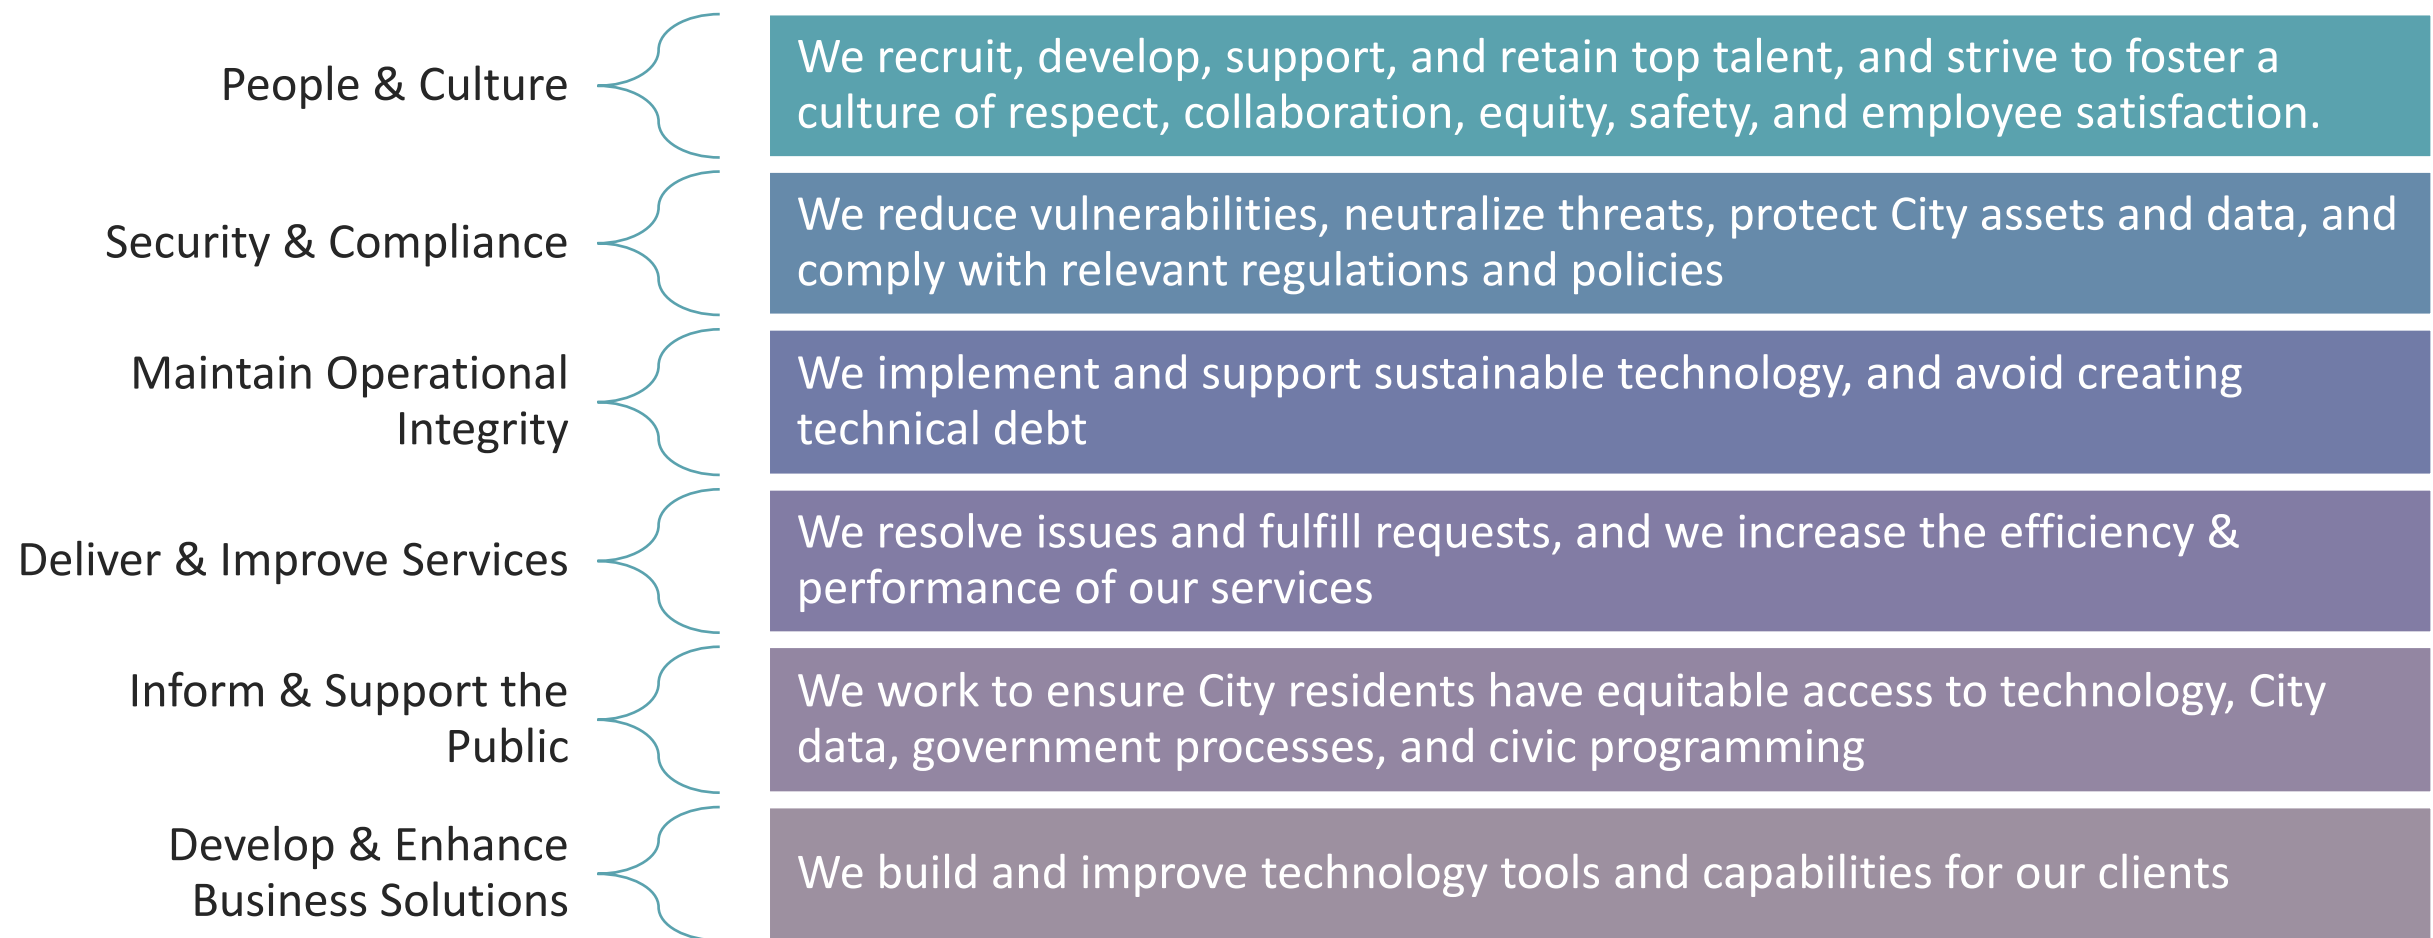 People & Culture
We recruit, develop, support, and retain top talent, and strive to foster a
culture of respect, collaboration, equity, safety, and employee satisfaction.
Security & Compliance
We reduce vulnerabilities, neutralize threats, protect City assets and data, and
comply with relevant regulations and policies
Maintain Operational
Integrity
We implement and support sustainable technology, and avoid creating
technical debt
Deliver & Improve Services
We resolve issues and fulfill requests, and we increase the efficiency &
performance of our services
Inform & Support the
Public
We work to ensure City residents have equitable access to technology, City
data, government processes, and civic programming
Develop & Enhance
Business Solutions
We build and improve technology tools and capabilities for our clients